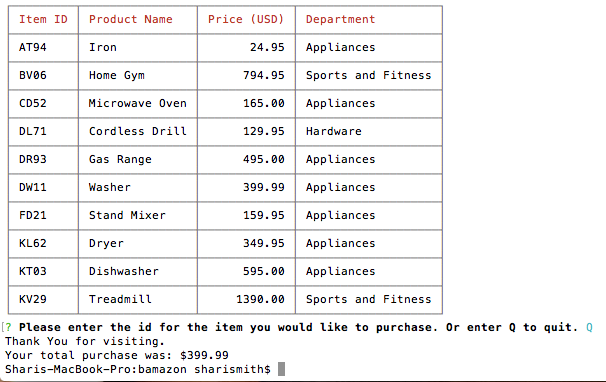 Item ID Product Name Price (USD) Department
AT94 Iron 24.95 Appliances
BV06 Home Gym 794.95 Sports and Fitness
CD52 Microwave Oven 165.00 Appliances
DL71 Cordless Drill 129.95 Hardware
DR93 Gas Range 495.00 Appliances
DW11 Washer 399.99 Appliances
FD21 Stand Mixer 159.95 Appliances
KL62 Dryer 349.95 Appliances
KT03 Dishwasher 595.00 Appliances
KV29 Treadmill 1390.00 Sports and Fitness
[? Please enter the id for the item you would like to purchase. Or enter Q to quit. Q
Thank You for visiting.
Your total purchase was: $399.99
Sharis-MacBook-Pro:bamazon sharismith$